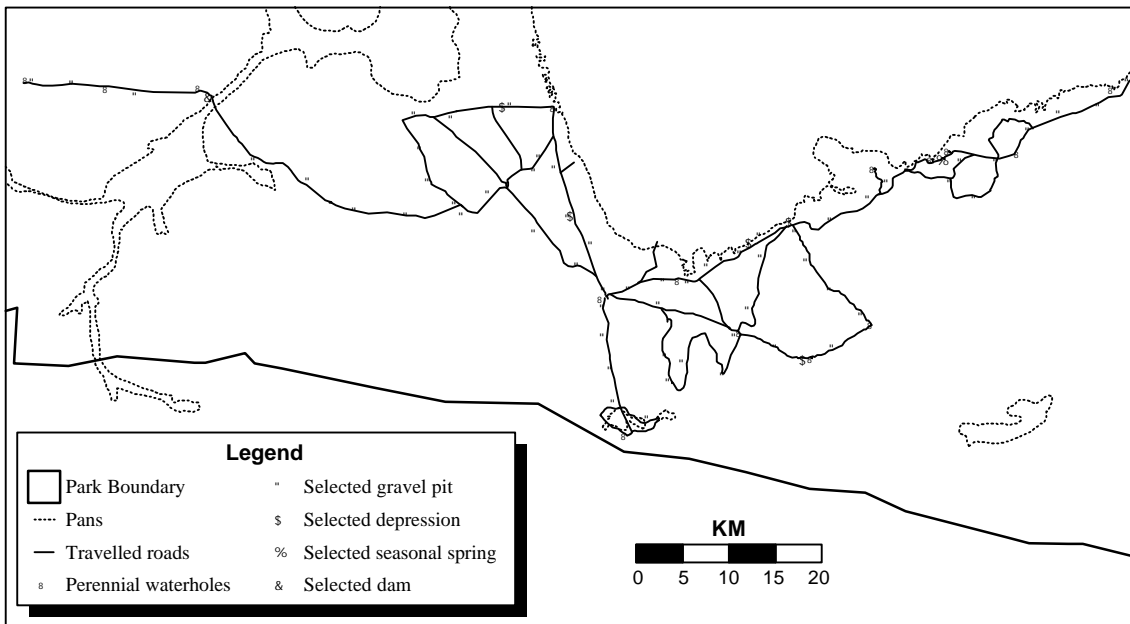 Legend
Park Boundary
" Selected gravel pit
Pans
$ Selected depression
Travelled roads
% Selected seasonal spring
8 Perennial waterholes
& Selected dam
KM
0 5 10 15 20